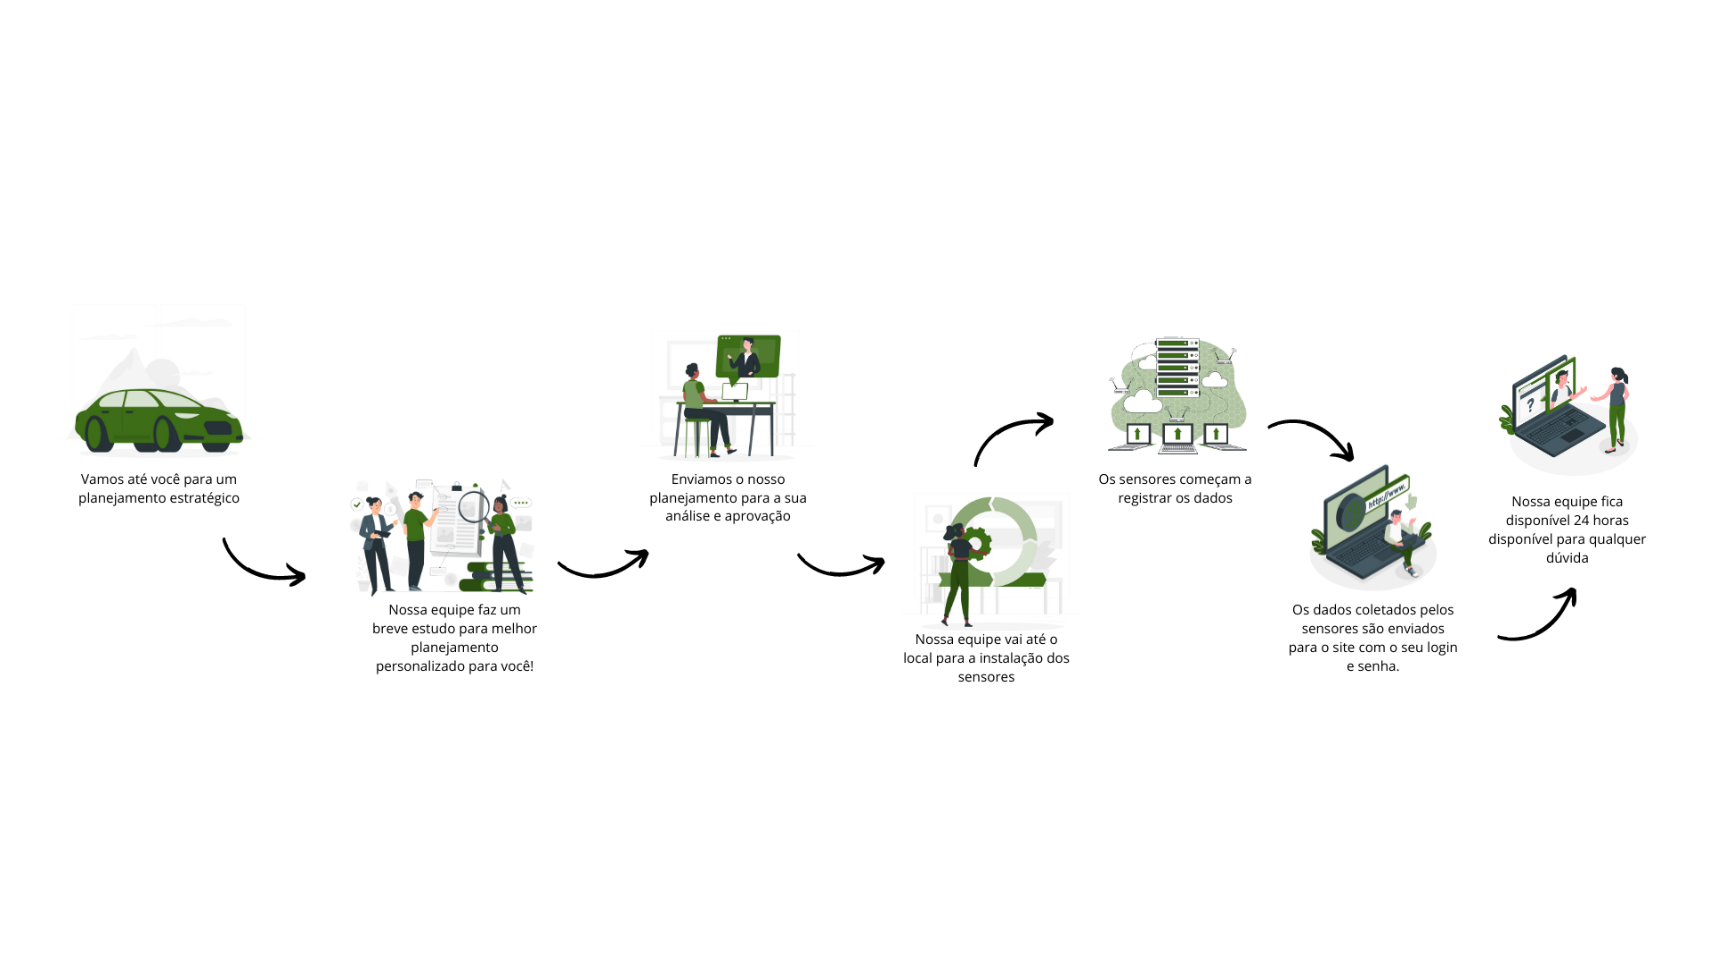 Vamos até você para um
planejamento estratégico
Nossa equipe faz um
breve estudo para melhor
planejamento
personalizado para você!
Enviamos o nosso
planejamento para a sua
análise e aprovação
Nossa equipe vai até o
local para a instalação dos
sensores
Os sensores começam a
registrar os dados
http://www.
Os dados coletados pelos
sensores são enviados
para o site com o seu login
e senha.
?
Nossa equipe fica
disponível 24 horas
disponível para qualquer
dúvida